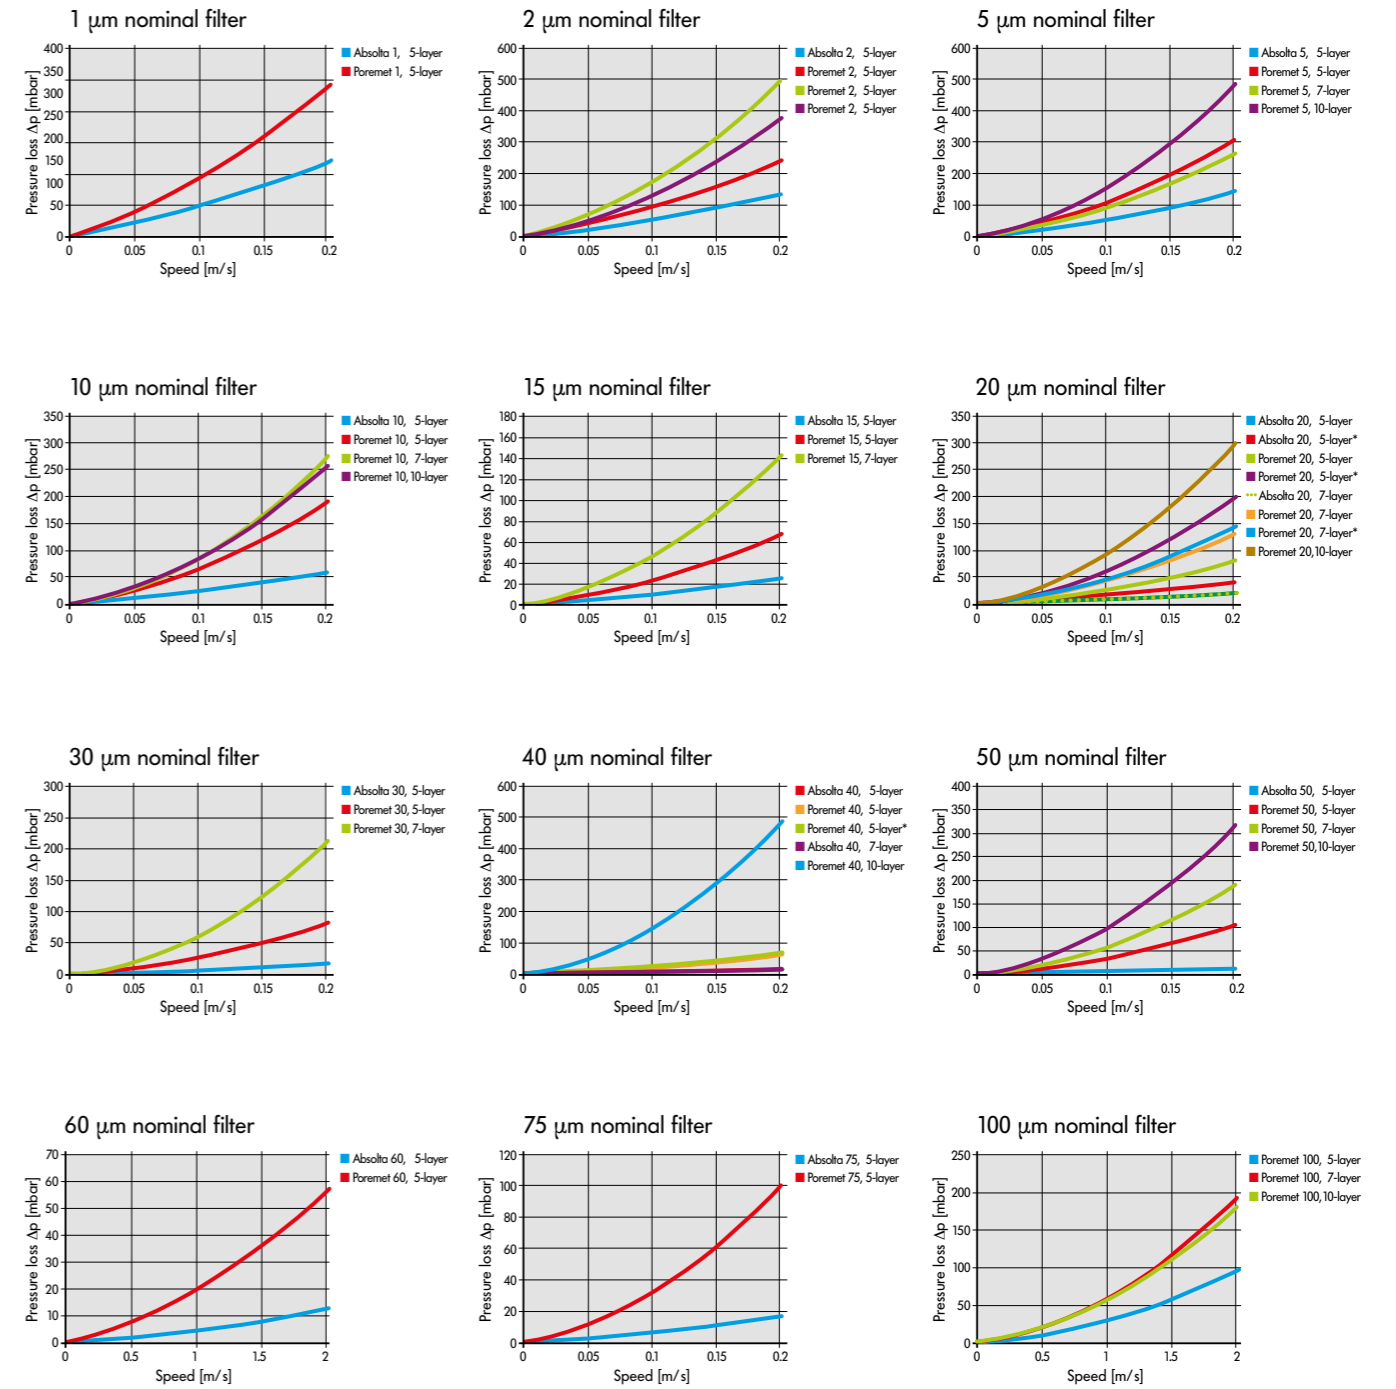 1 µm nominal filter
Pressure loss Δp [mbar]
400
350
300
250
200
150
100
50
0
0 0.05 0.1 0.15 0.2
Speed [m/s]
Absolta 1, 5-layer
Poremet 1, 5-layer
2 µm nominal filter
Pressure loss Δp [mbar]
600
500
400
300
200
100
0
0 0.05 0.1 0.15 0.2
Speed [m/s]
Absolta 2, 5-layer
Poremet 2, 5-layer
Poremet 2, 5-layer
Poremet 2, 5-layer
5 µm nominal filter
Pressure loss Δp [mbar]
600
500
400
300
200
100
0
0 0.05 0.1 0.15 0.2
Speed [m/s]
Absolta 5, 5-layer
Poremet 5, 5-layer
Poremet 5, 7-layer
Poremet 5, 10-layer
10 µm nominal filter
Pressure loss Δp [mbar]
350
300
250
200
150
100
50
0
0 0.05 0.1 0.15 0.2
Speed [m/s]
Absolta 10, 5-layer
Poremet 10, 5-layer
Poremet 10, 7-layer
Poremet 10, 10-layer
15 µm nominal filter
Pressure loss Δp [mbar]
180
160
140
120
100
80
60
40
20
0
0 0.05 0.1 0.15 0.2
Speed [m/s]
Absolta 15, 5-layer
Poremet 15, 5-layer
Poremet 15, 7-layer
20 µm nominal filter
Pressure loss Δp [mbar]
350
300
250
200
150
100
50
0
0 0.05 0.1 0.15 0.2
Speed [m/s]
Absolta 20, 5-layer
Absolta 20, 5-layer*
Poremet 20, 5-layer
Poremet 20, 5-layer*
Absolta 20, 7-layer
Poremet 20, 7-layer
Poremet 20, 7-layer*
Poremet 20,10-layer
30 µm nominal filter
Pressure loss Δp [mbar]
300
250
200
150
100
50
0
0 0.05 0.1 0.15 0.2
Speed [m/s]
Absolta 30, 5-layer
Poremet 30, 5-layer
Poremet 30, 7-layer
40 µm nominal filter
Pressure loss Δp [mbar]
600
500
400
300
200
100
0
0 0.05 0.1 0.15 0.2
Speed [m/s]
Absolta 40, 5-layer
Poremet 40, 5-layer
Poremet 40, 5-layer*
Absolta 40, 7-layer
Poremet 40, 10-layer
50 µm nominal filter
Pressure loss Δp [mbar]
400
350
300
250
200
150
100
50
0
0 0.05 0.1 0.15 0.2
Speed [m/s]
Absolta 50, 5-layer
Poremet 50, 5-layer
Poremet 50, 7-layer
Poremet 50,10-layer
60 µm nominal filter
Pressure loss Δp [mbar]
70
60
50
40
30
20
10
0
0 0.5 1 1.5 2
Speed [m/s]
Absolta 60, 5-layer
Poremet 60, 5-layer
75 µm nominal filter
Pressure loss Δp [mbar]
120
100
80
60
40
20
0
0 0.05 0.1 0.15 0.2
Speed [m/s]
Absolta 75, 5-layer
Poremet 75, 5-layer
100 µm nominal filter
Pressure loss Δp [mbar]
250
200
150
100
50
0
0 0.5 1 1.5 2
Speed [m/s]
Poremet 100, 5-layer
Poremet 100, 7-layer
Poremet 100,10-layer